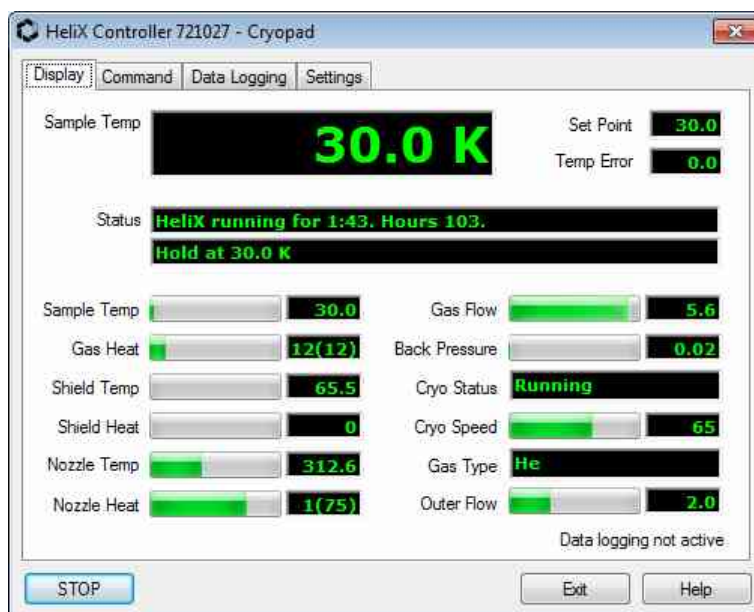 HeliX Controller 721027 - Cryopad
Display Command Data Logging Settings
Sample Temp 30.0 K Set Point 30.0
Temp Error 0.0
Status HeliX running for 1:43. Hours 103.
Hold at 30.0 K
Sample Temp 30.0 Gas Flow 5.6
Gas Heat 12(12) Back Pressure 0.02
Shield Temp 65.5 Cryo Status Running
Shield Heat 0 Cryo Speed 65
Nozzle Temp 312.6 Gas Type He
Nozzle Heat 1(75) Outer Flow 2.0
Data logging not active
STOP Exit Help